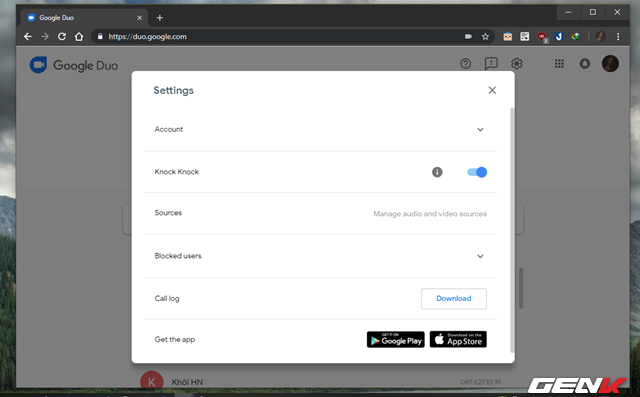 Google Duo
https://duo.google.com
Google Duo
Settings
Account
Knock Knock
Sources
Manage audio and video sources
Blocked users
Call log
Download
Get the app
GET IT ON
Google Play
Download on the
App Store
K
Khôi HN
097 627 51 19
GENK